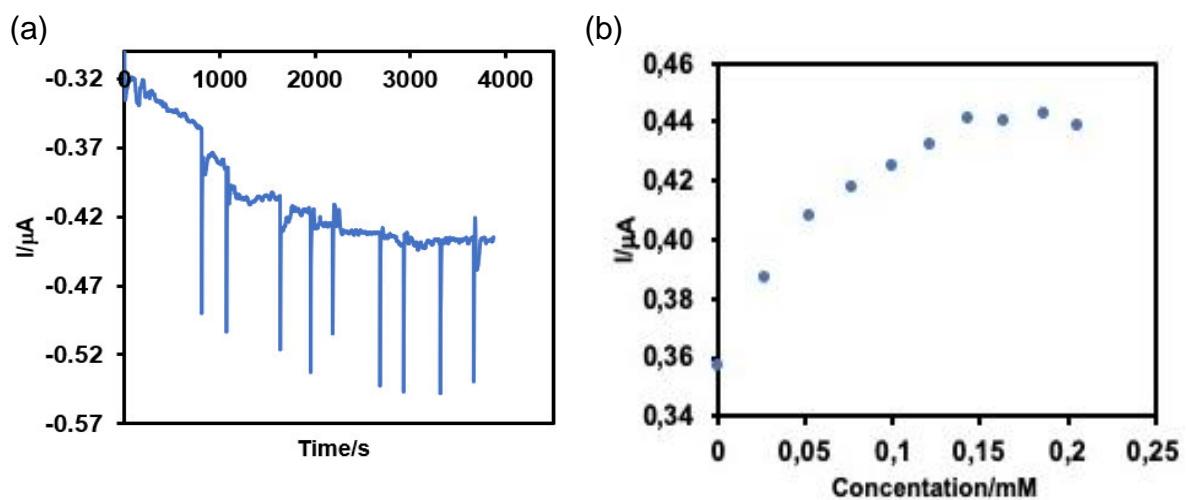 (a)
-0.32
-0.37
-0.42
-0.47
-0.52
-0.57
0 1000 2000 3000 4000
I/μA
Time/s
(b)
0,46
0,44
0,42
0,40
0,38
0,36
0,34
0 0,05 0,1 0,15 0,2 0,25
I/μA
Concentation/mM